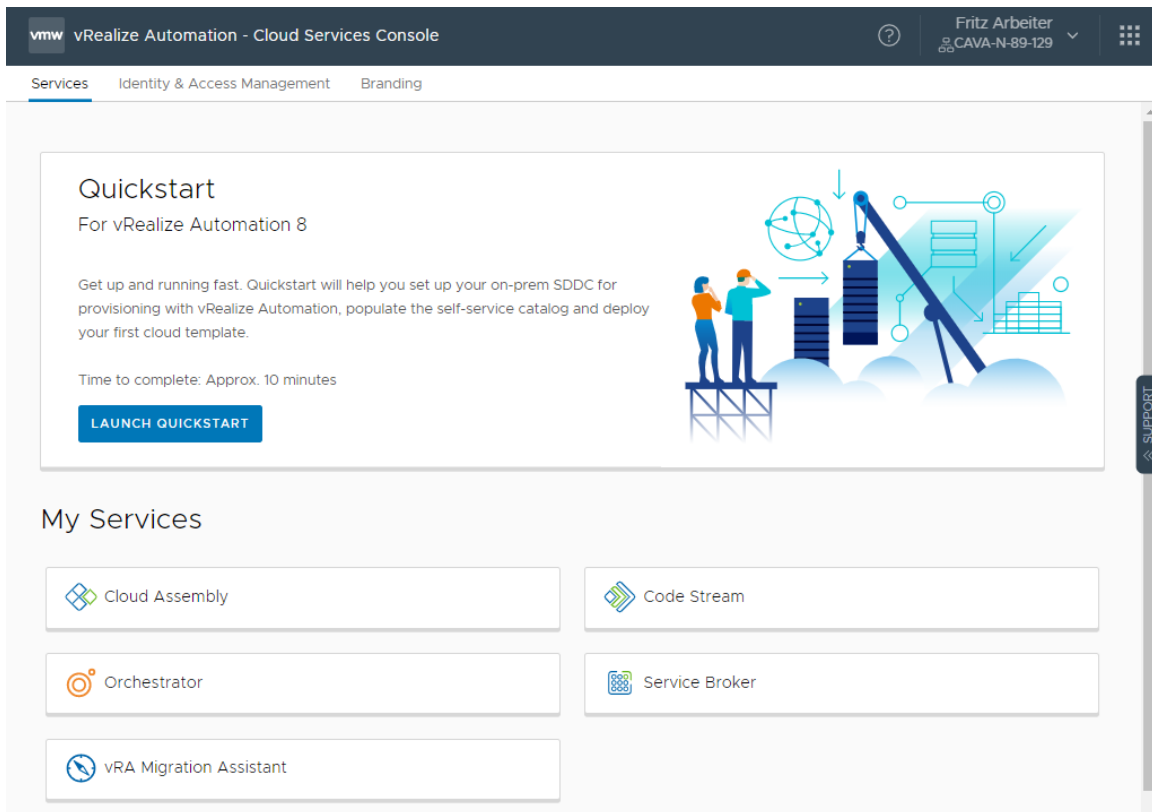 vmw vRealize Automation - Cloud Services Console
Fritz Arbeiter
CAVA-N-89-129
Services Identity & Access Management Branding
Quickstart
For vRealize Automation 8
Get up and running fast. Quickstart will help you set up your on-prem SDDC for
provisioning with vRealize Automation, populate the self-service catalog and deploy
your first cloud template.
Time to complete: Approx. 10 minutes
LAUNCH QUICKSTART
SUPPORT
My Services
Cloud Assembly
Code Stream
Orchestrator
Service Broker
vRA Migration Assistant